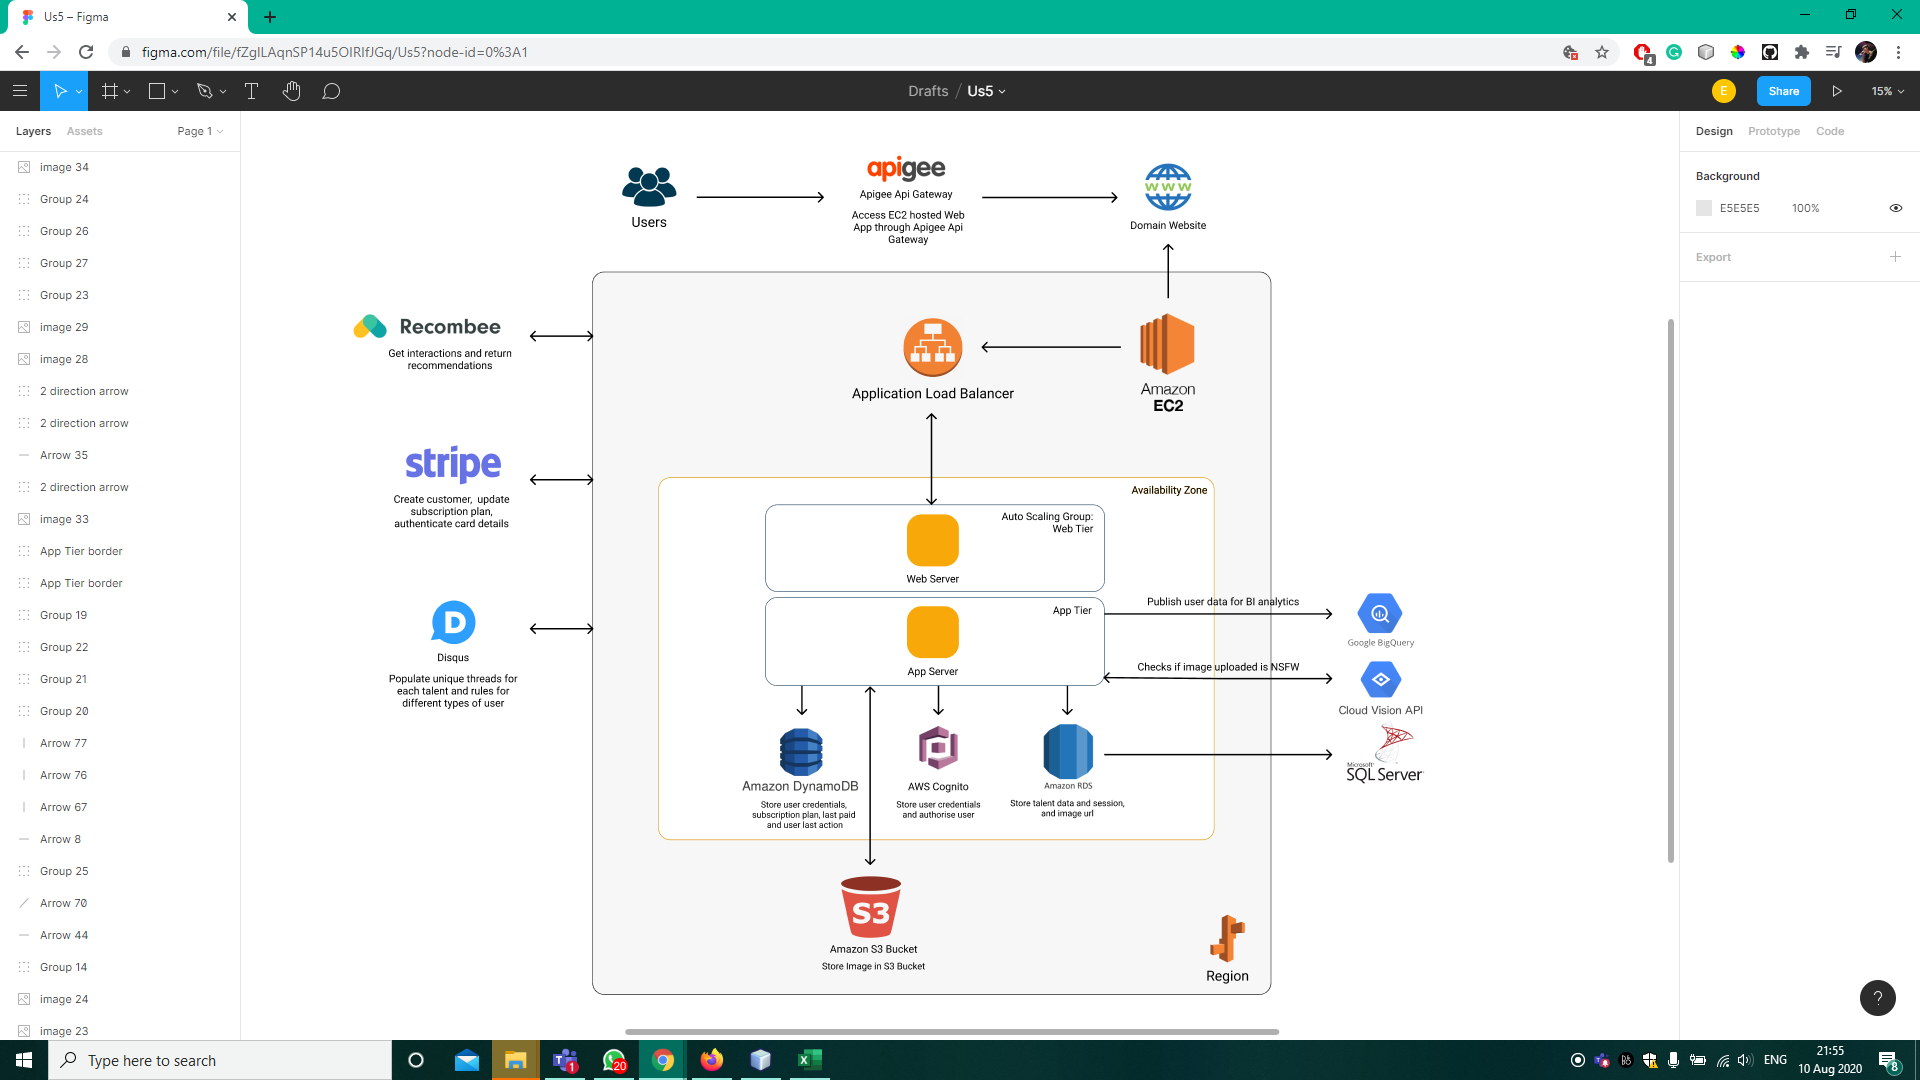 Us5 – Figma
figma.com/file/fZglLAqnSP14u5OIRlfJGq/Us5?node-id=0%3A1
4
Drafts / Us5
E
Share
15%
Layers
Assets
Page 1
image 34
Group 24
Group 26
Group 27
Group 23
image 29
image 28
2 direction arrow
2 direction arrow
Arrow 35
2 direction arrow
image 33
App Tier border
App Tier border
Group 19
Group 22
Group 21
Group 20
Arrow 77
Arrow 76
Arrow 67
Arrow 8
Group 25
Arrow 70
Arrow 44
Group 14
image 24
image 23
Users
apigee
Apigee Api Gateway
Access EC2 hosted Web
App through Apigee Api
Gateway
WWW
Domain Website
Recombee
Get interactions and return
recommendations
Application Load Balancer
Amazon
EC2
stripe
Create customer, update
subscription plan,
authenticate card details
Availability Zone
Auto Scaling Group:
Web Tier
Web Server
D
Disqus
Populate unique threads for
each talent and rules for
different types of user
App Tier
App Server
Publish user data for BI analytics
Google BigQuery
Checks if image uploaded is NSFW
Cloud Vision API
Amazon DynamoDB
Store user credentials,
subscription plan, last paid
and user last action
AWS Cognito
Store user credentials
and authorise user
Amazon RDS
Store talent data and session,
and image url
Microsoft
SQL Server
S3
Amazon S3 Bucket
Store Image in S3 Bucket
Region
Design
Prototype
Code
Background
E5E5E5
100%
Export
?
Type here to search
1
20
ENG
21:55
10 Aug 2020
8